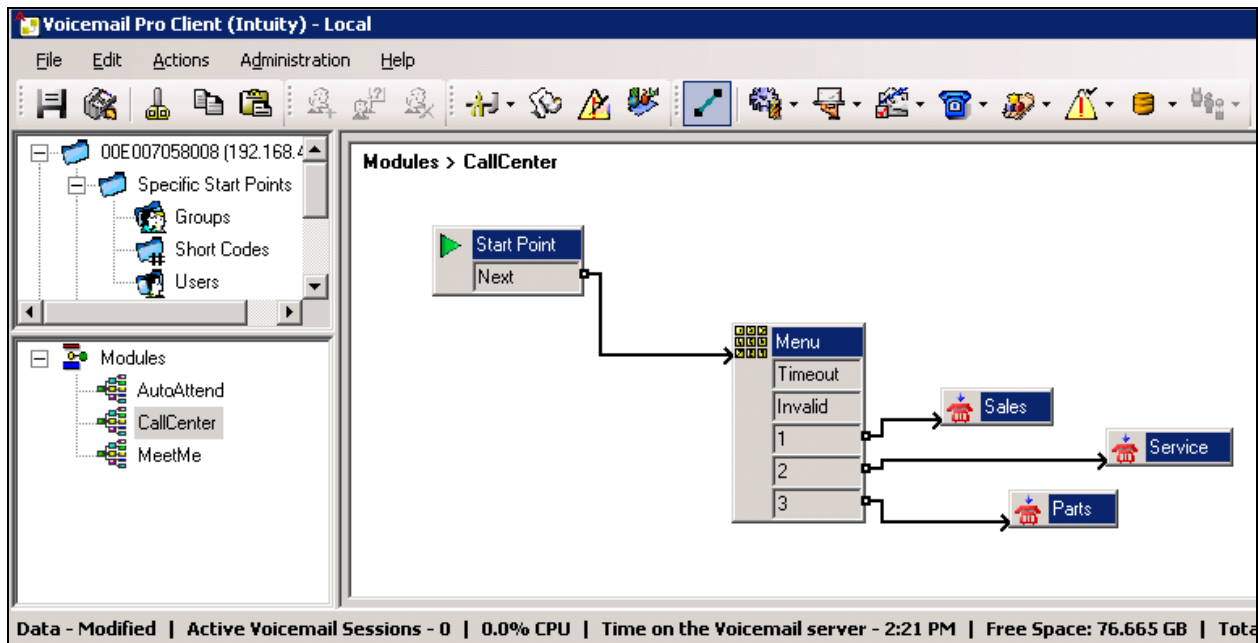 Voicemail Pro Client (Intuity) - Local
File Edit Actions Administration Help
00E007058008 (192.168.4
Specific Start Points
Groups
Short Codes
Users
Modules
AutoAttend
CallCenter
MeetMe
Modules > CallCenter
Start Point
Next
Menu
Timeout
Invalid
1
2
3
Sales
Service
Parts
Data - Modified | Active Voicemail Sessions - 0 | 0.0% CPU | Time on the Voicemail server - 2:21 PM | Free Space: 76.665 GB |